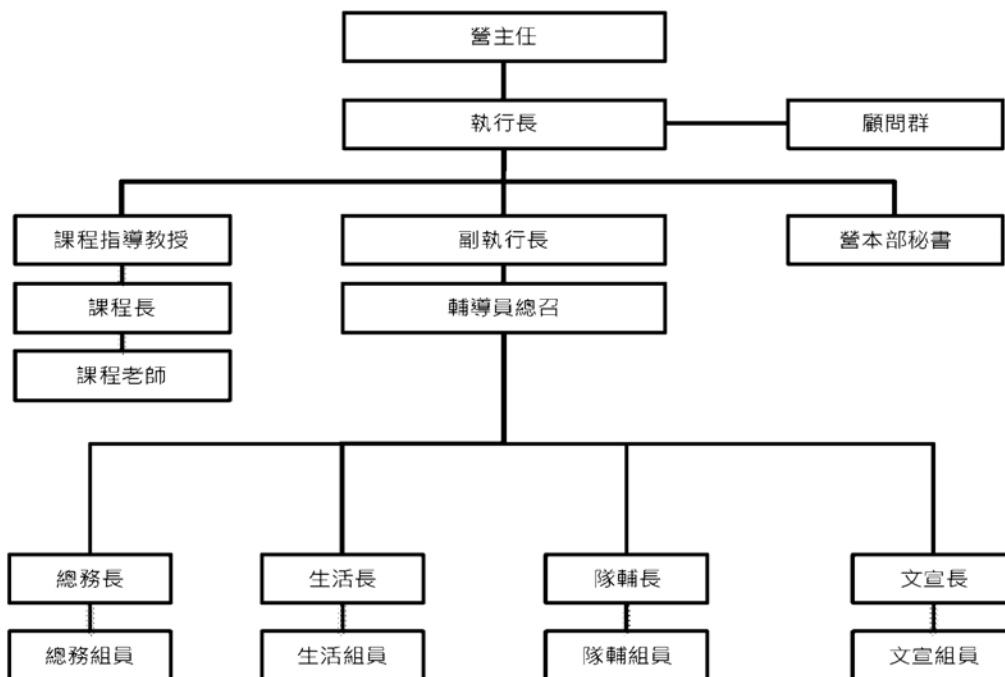 營主任
執行長
顧問群
課程指導教授
副執行長
營本部秘書
課程長
輔導員總召
課程老師
總務長
生活長
隊輔長
文宣長
總務組員
生活組員
隊輔組員
文宣組員